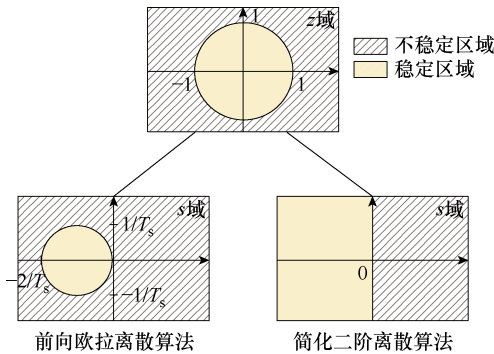 1
z域
−1
1
不稳定区域
稳定区域
s域
1/Tₛ
−2/Tₛ
−1/Tₛ
前向欧拉离散算法
s域
0
简化二阶离散算法